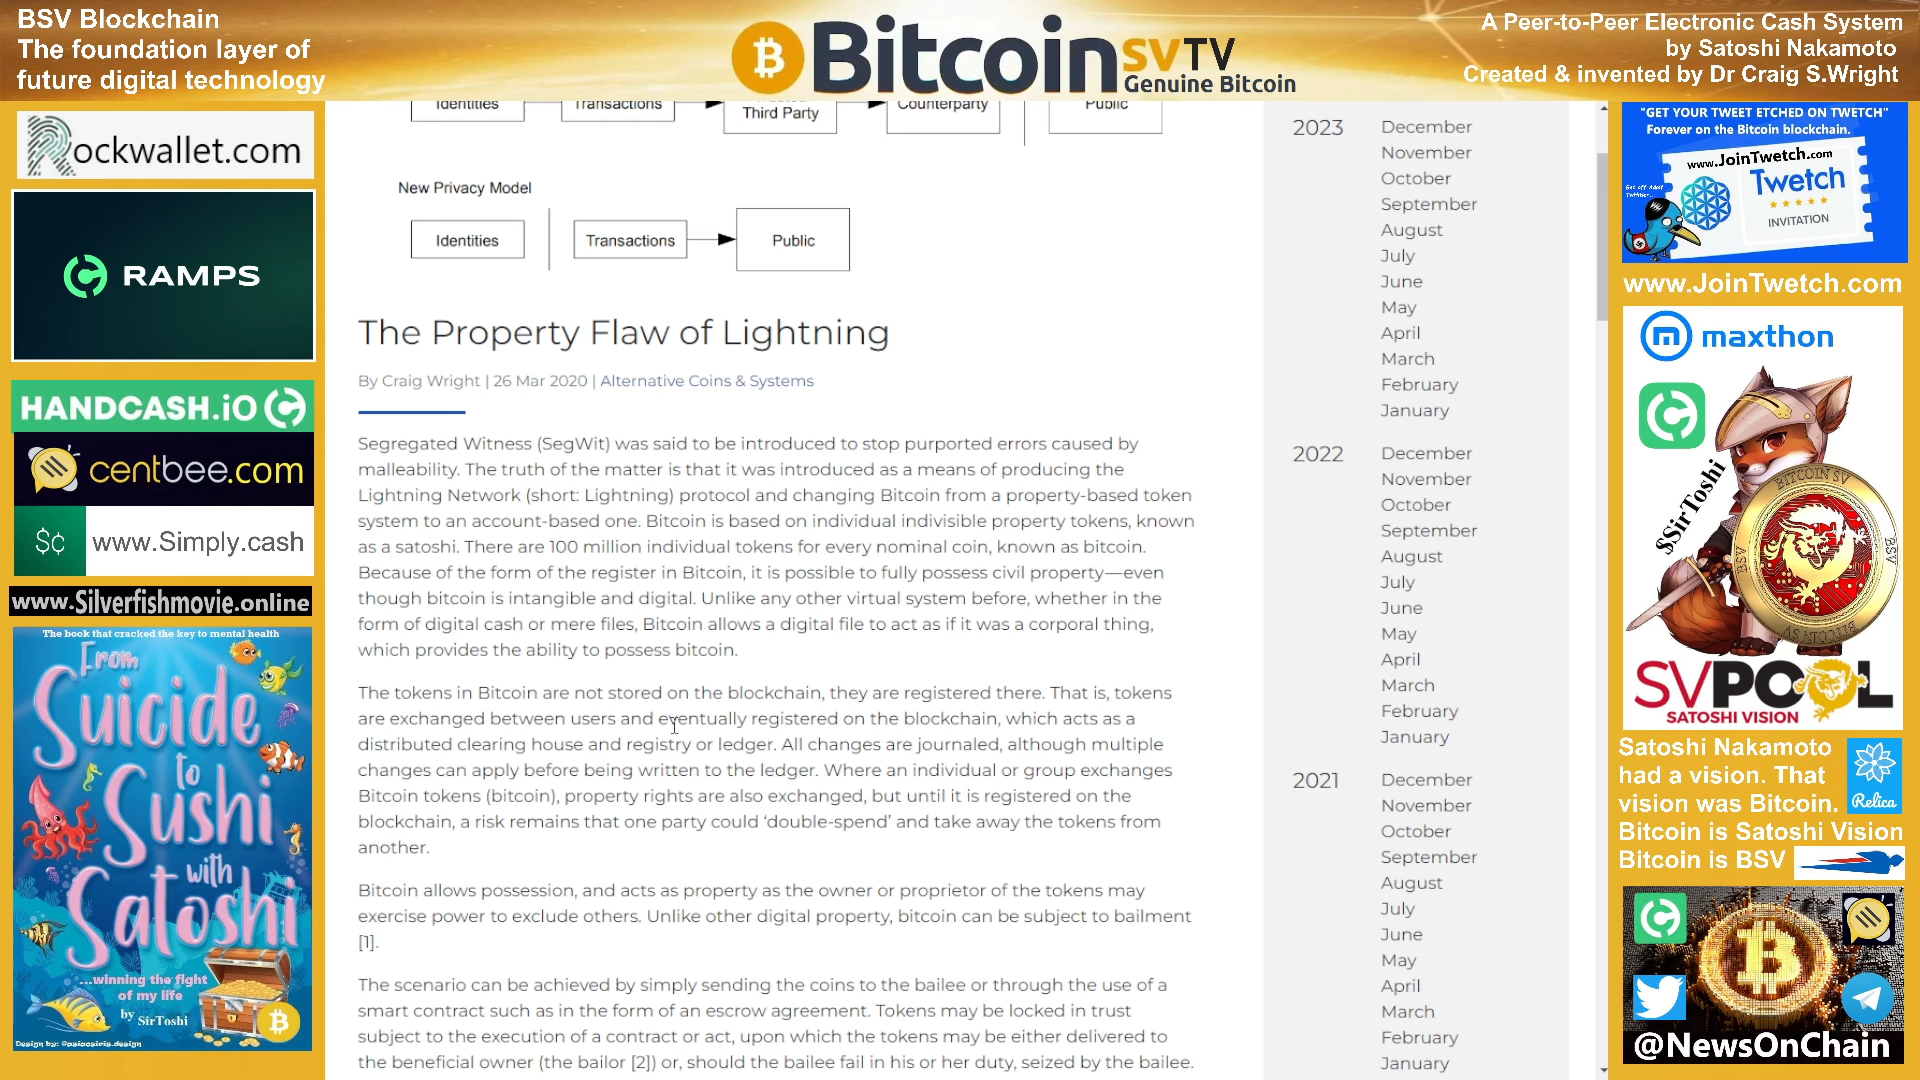 BSV Blockchain
The foundation layer of
future digital technology
Bitcoin SVTV
Genuine Bitcoin
A Peer-to-Peer Electronic Cash System
by Satoshi Nakamoto
Created & invented by Dr Craig S.Wright
Rockwallet.com
RAMPS
HANDCASH.iO
centbee.com
$¢ www.Simply.cash
www.Silverfishmovie.online
The book that cracked the key to mental health
From
Suicide
to
Sushi
with
Satoshi
...winning the fight
of my life
by SirToshi
Identities
Transactions
Third Party
Counterparty
Public
New Privacy Model
Identities
Transactions
Public
The Property Flaw of Lightning
By Craig Wright | 26 Mar 2020 | Alternative Coins & Systems
Segregated Witness (SegWit) was said to be introduced to stop purported errors caused by
malleability. The truth of the matter is that it was introduced as a means of producing the
Lightning Network (short: Lightning) protocol and changing Bitcoin from a property-based token
system to an account-based one. Bitcoin is based on individual indivisible property tokens, known
as a satoshi. There are 100 million individual tokens for every nominal coin, known as bitcoin.
Because of the form of the register in Bitcoin, it is possible to fully possess civil property—even
though bitcoin is intangible and digital. Unlike any other virtual system before, whether in the
form of digital cash or mere files, Bitcoin allows a digital file to act as if it was a corporal thing,
which provides the ability to possess bitcoin.
The tokens in Bitcoin are not stored on the blockchain, they are registered there. That is, tokens
are exchanged between users and eventually registered on the blockchain, which acts as a
distributed clearing house and registry or ledger. All changes are journaled, although multiple
changes can apply before being written to the ledger. Where an individual or group exchanges
Bitcoin tokens (bitcoin), property rights are also exchanged, but until it is registered on the
blockchain, a risk remains that one party could ‘double-spend’ and take away the tokens from
another.
Bitcoin allows possession, and acts as property as the owner or proprietor of the tokens may
exercise power to exclude others. Unlike other digital property, bitcoin can be subject to bailment
[1].
The scenario can be achieved by simply sending the coins to the bailee or through the use of a
smart contract such as in the form of an escrow agreement. Tokens may be locked in trust
subject to the execution of a contract or act, upon which the tokens may be either delivered to
the beneficial owner (the bailor [2]) or, should the bailee fail in his or her duty, seized by the bailee.
2023 December
November
October
September
August
July
June
May
April
March
February
January
2022 December
November
October
September
August
July
June
May
April
March
February
January
2021 December
November
October
September
August
July
June
May
April
March
February
January
"GET YOUR TWEET ETCHED ON TWETCH"
Forever on the Bitcoin blockchain.
www.JoinTwetch.com
Twetch
INVITATION
www.JoinTwetch.com
maxthon
$SirToshi
BITCOIN SV
BSV
BSV
SVPOOL
SATOSHI VISION
Satoshi Nakamoto
had a vision. That
vision was Bitcoin.
Relica
Bitcoin is Satoshi Vision
Bitcoin is BSV
@NewsOnChain